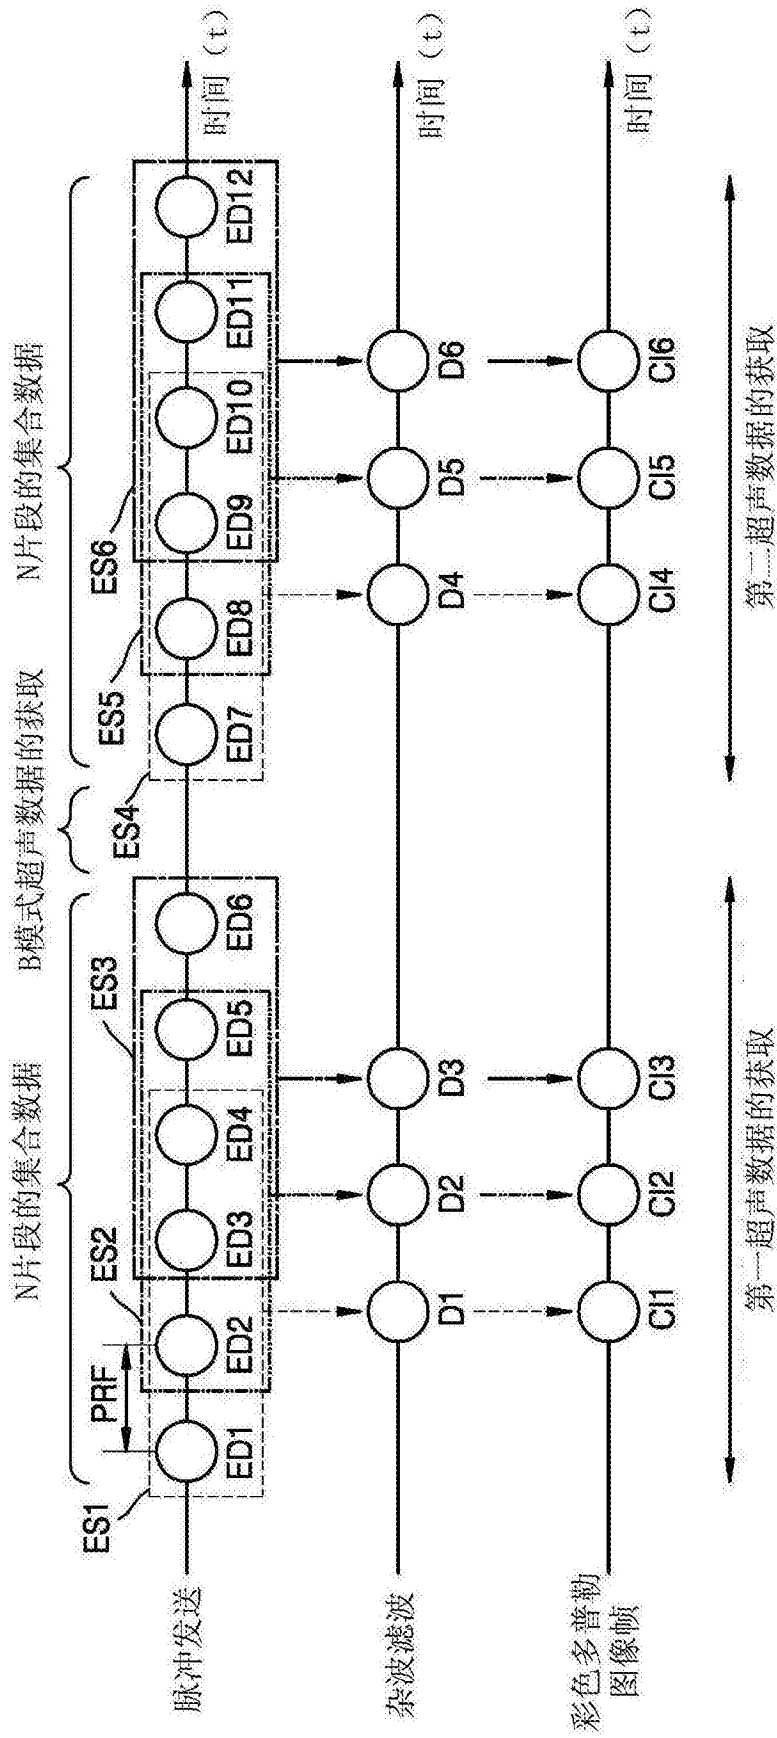 N片段的集合数据
B模式超声数据的获取
N片段的集合数据
ES1
PRF
ES2
ES3
ES4
ES5
ES6
脉冲发送
ED1
ED2
ED3
ED4
ED5
ED6
ED7
ED8
ED9
ED10
ED11
ED12
时间（t）
杂波滤波
D1
D2
D3
D4
D5
D6
时间（t）
彩色多普勒
图像帧
CI1
CI2
CI3
CI4
CI5
CI6
时间（t）
第一超声数据的获取
第二超声数据的获取